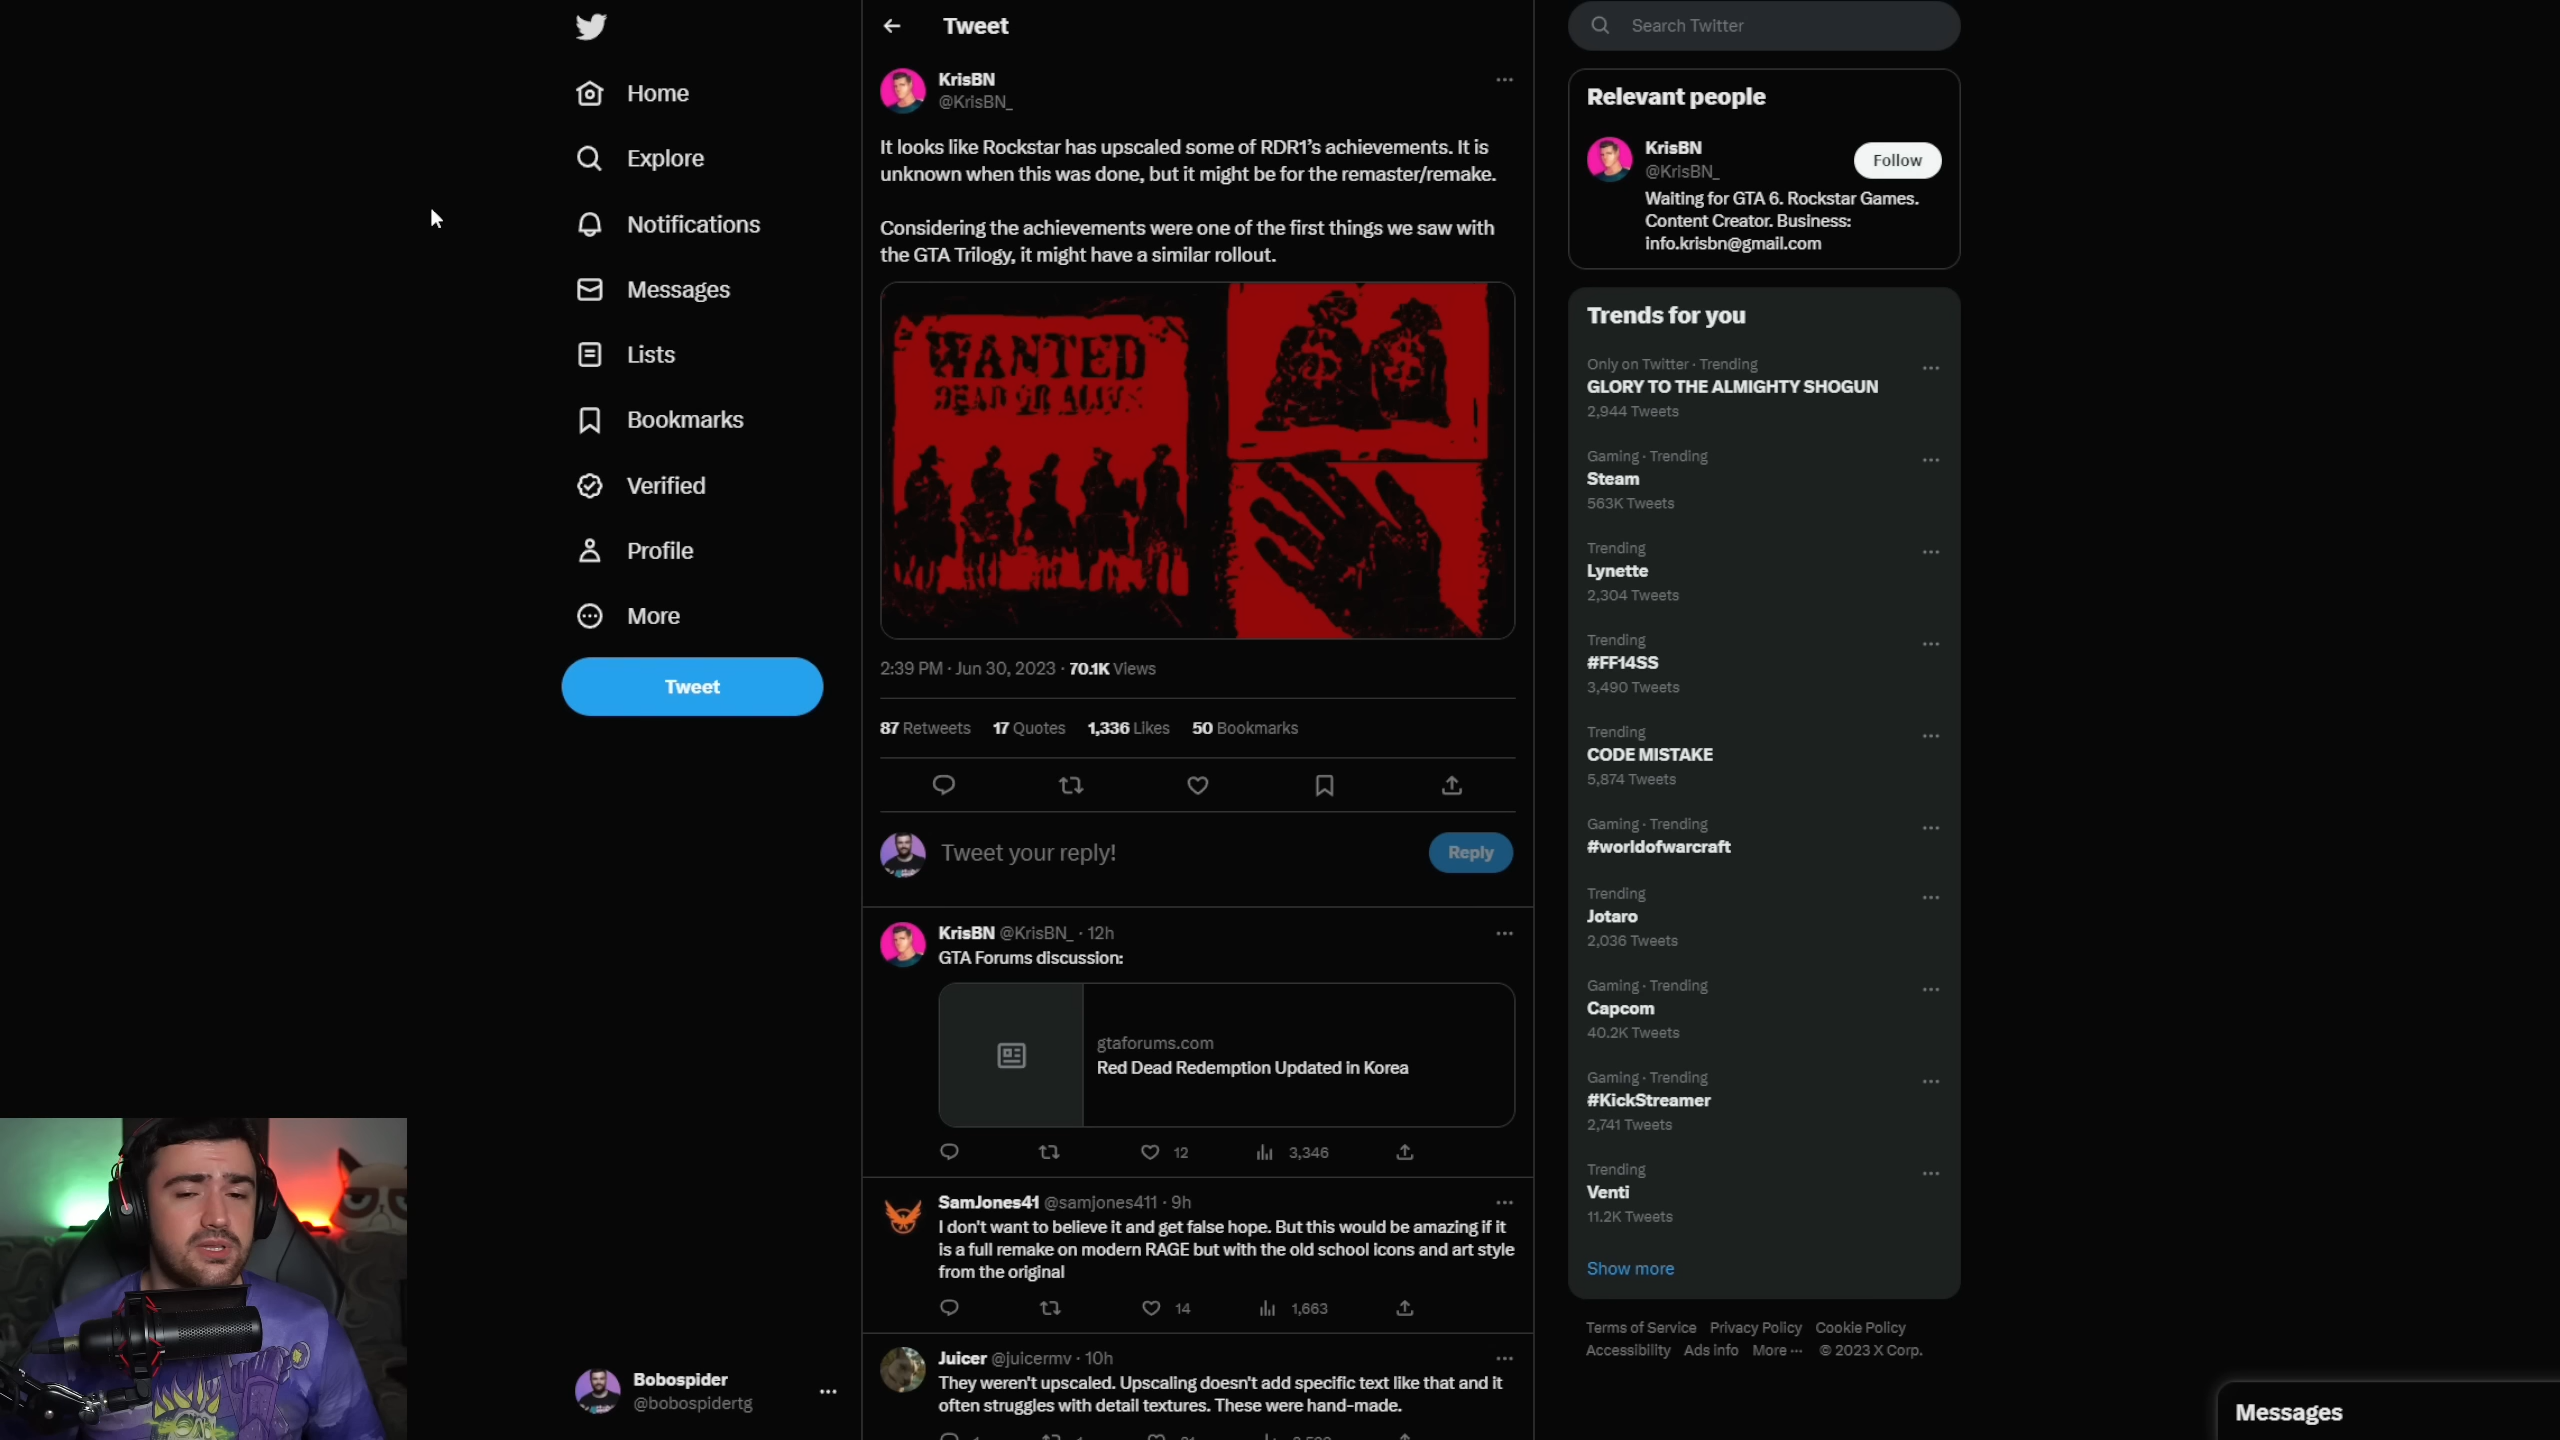 Home
Explore
Notifications
Messages
Lists
Bookmarks
Verified
Profile
More
Tweet
Bobospider
@bobospidertg
Tweet
KrisBN
@KrisBN_
It looks like Rockstar has upscaled some of RDR1’s achievements. It is
unknown when this was done, but it might be for the remaster/remake.
Considering the achievements were one of the first things we saw with
the GTA Trilogy, it might have a similar rollout.
WANTED
DEAD OR ALIVE
$ $
2:39 PM · Jun 30, 2023 · 70.1K Views
87 Retweets 17 Quotes 1,336 Likes 50 Bookmarks
Tweet your reply!
Reply
KrisBN @KrisBN_ · 12h
GTA Forums discussion:
gtaforums.com
Red Dead Redemption Updated in Korea
12 3,346
SamJones41 @samjones411 · 9h
I don't want to believe it and get false hope. But this would be amazing if it
is a full remake on modern RAGE but with the old school icons and art style
from the original
14 1,663
Juicer @juicermv · 10h
They weren't upscaled. Upscaling doesn't add specific text like that and it
often struggles with detail textures. These were hand-made.
Search Twitter
Relevant people
KrisBN
@KrisBN_
Follow
Waiting for GTA 6. Rockstar Games.
Content Creator. Business:
info.krisbn@gmail.com
Trends for you
Only on Twitter · Trending
GLORY TO THE ALMIGHTY SHOGUN
2,944 Tweets
Gaming · Trending
Steam
563K Tweets
Trending
Lynette
2,304 Tweets
Trending
#FF14SS
3,490 Tweets
Trending
CODE MISTAKE
5,874 Tweets
Gaming · Trending
#worldofwarcraft
Trending
Jotaro
2,036 Tweets
Gaming · Trending
Capcom
40.2K Tweets
Gaming · Trending
#KickStreamer
2,741 Tweets
Trending
Venti
11.2K Tweets
Show more
Terms of Service Privacy Policy Cookie Policy
Accessibility Ads info More ··· © 2023 X Corp.
Messages